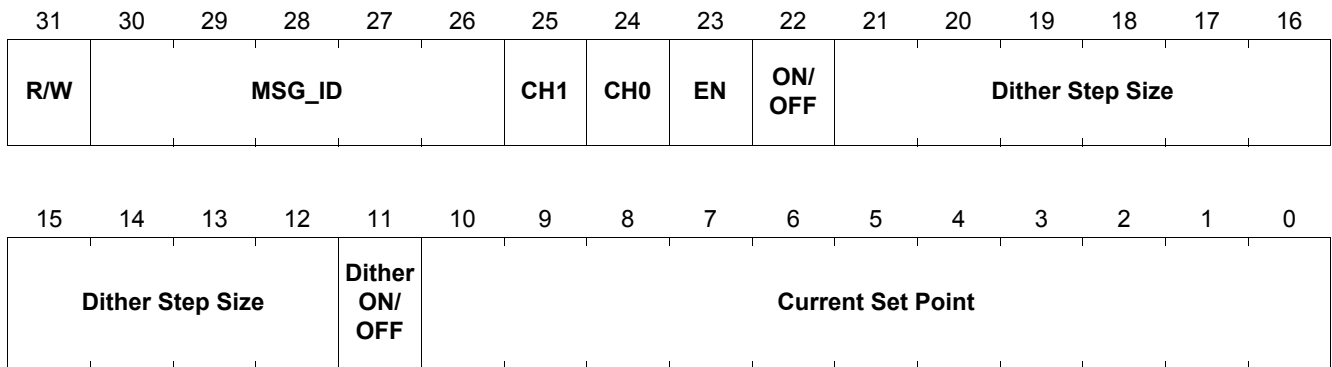 31 30 29 28 27 26 25 24 23 22 21 20 19 18 17 16
R/W MSG_ID CH1 CH0 EN ON/
OFF Dither Step Size
15 14 13 12 11 10 9 8 7 6 5 4 3 2 1 0
Dither Step Size Dither
ON/
OFF Current Set Point